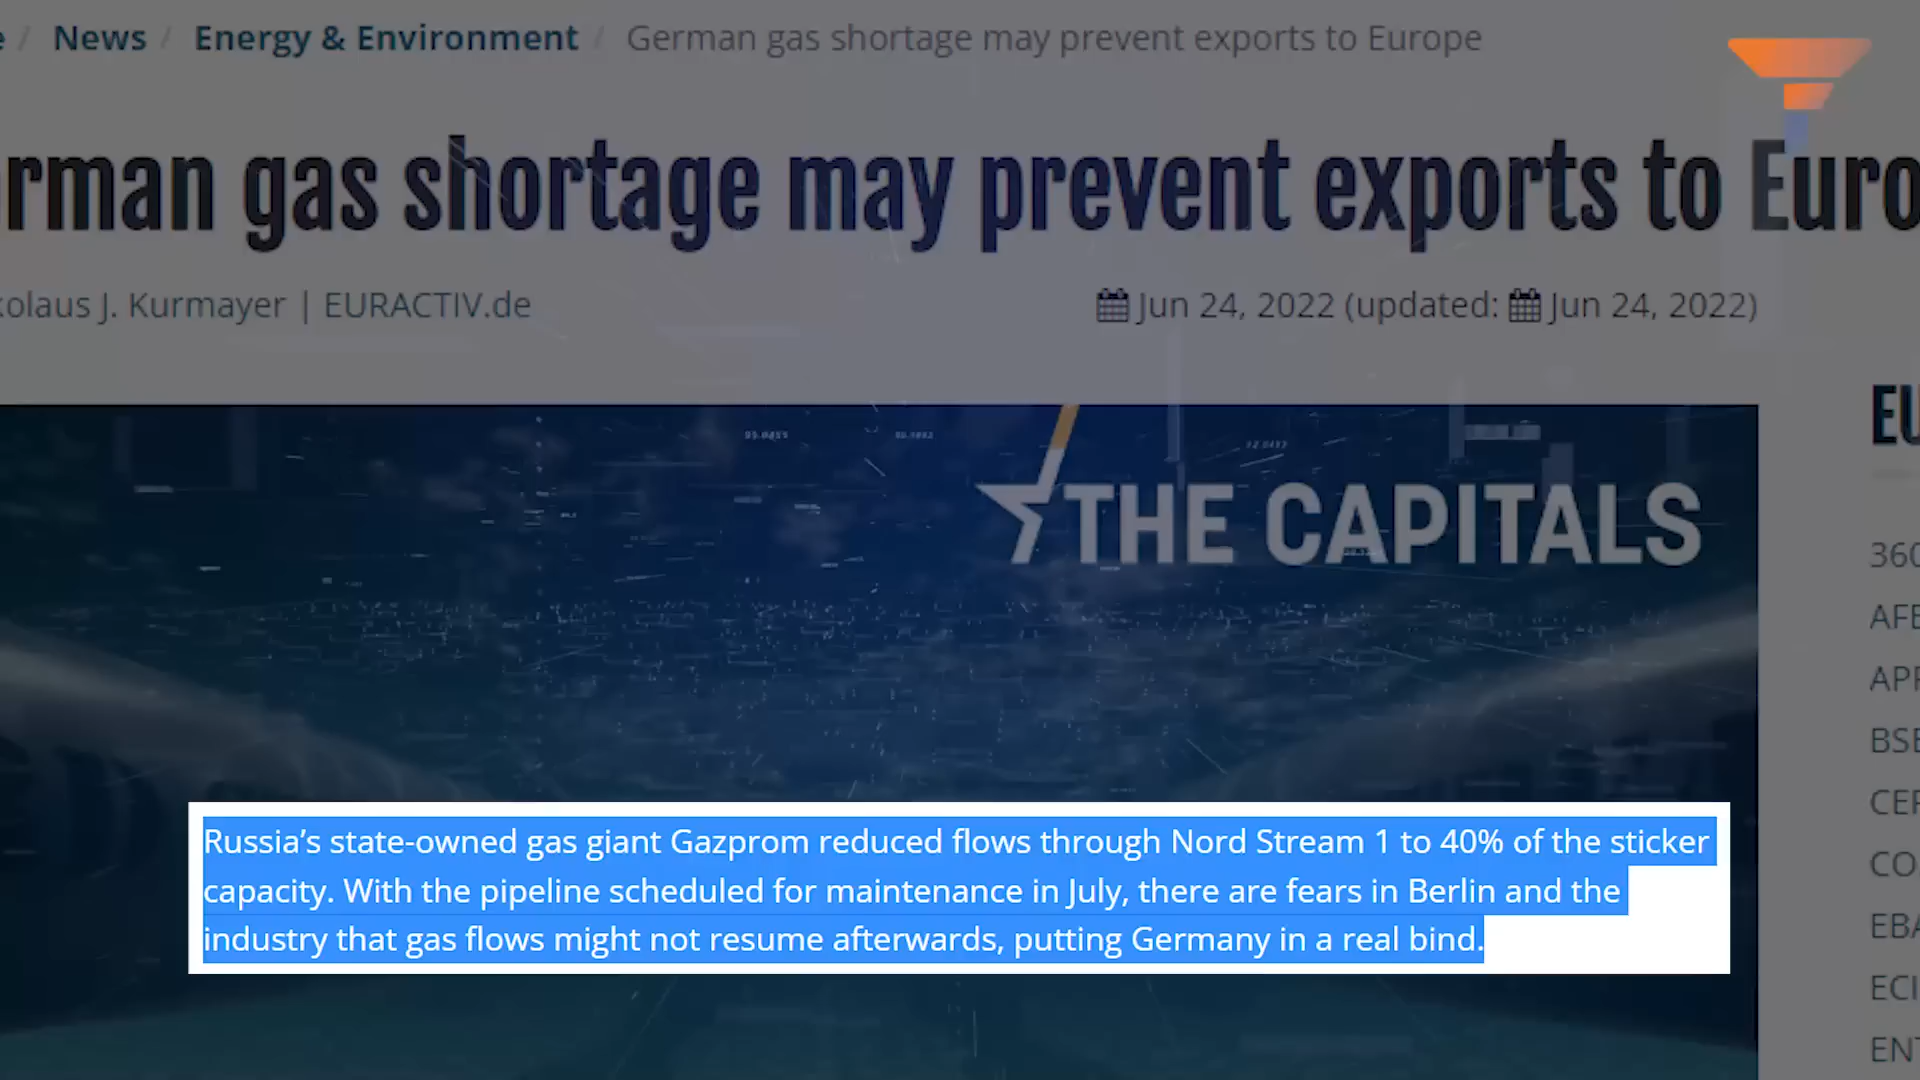 News / Energy & Environment / German gas shortage may prevent exports to Europe
rman gas shortage may prevent exports to Euro
kolaus J. Kurmayer | EURACTIV.de
Jun 24, 2022 (updated: Jun 24, 2022)
THE CAPITALS
Russia’s state-owned gas giant Gazprom reduced flows through Nord Stream 1 to 40% of the sticker
capacity. With the pipeline scheduled for maintenance in July, there are fears in Berlin and the
industry that gas flows might not resume afterwards, putting Germany in a real bind.
EU
360
AFE
APP
BSE
CEF
CO
EBA
ECI
ENT